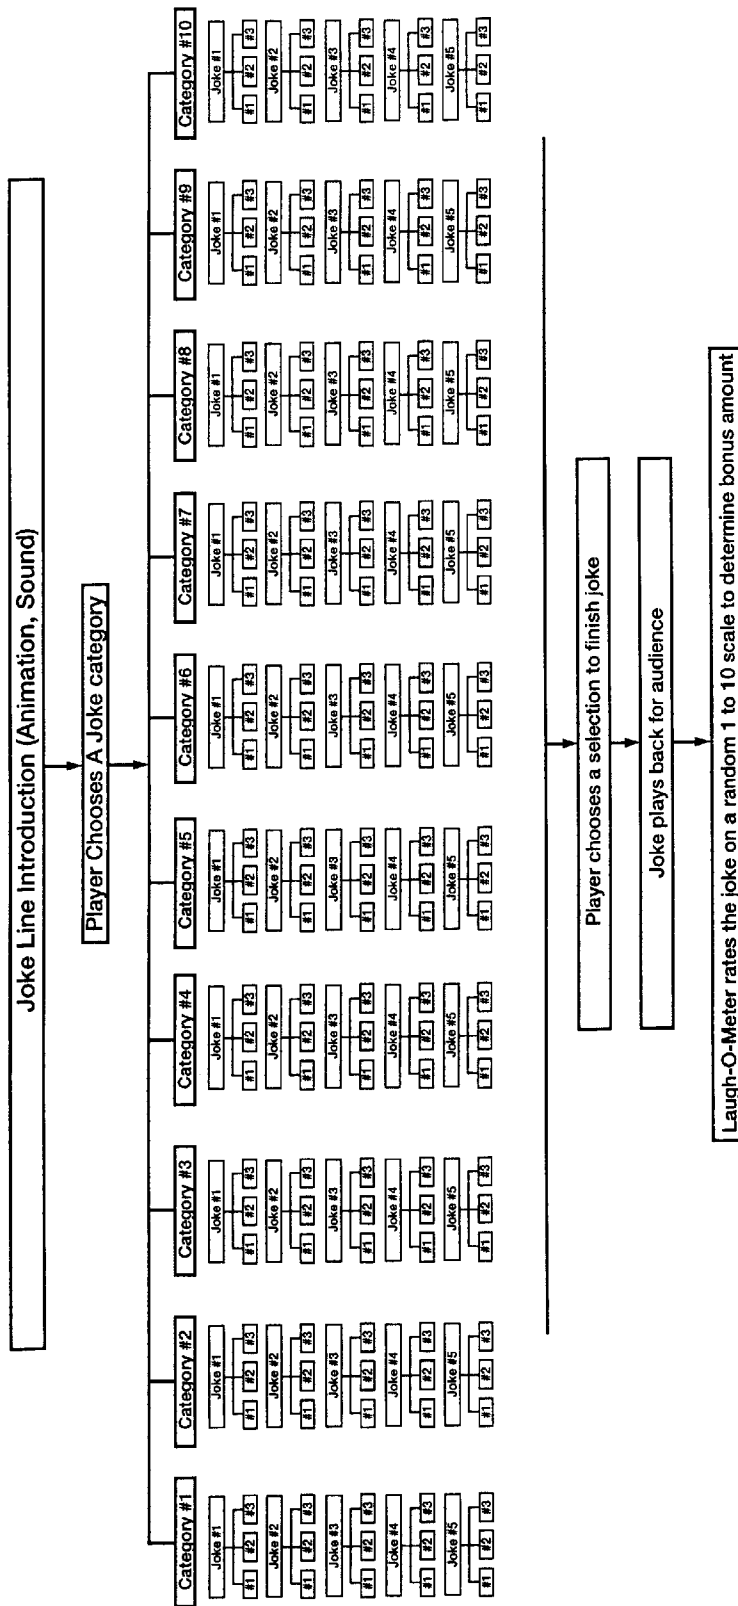 Joke Line Introduction (Animation, Sound)
Player Chooses A Joke category
Category #1 Category #2 Category #3 Category #4 Category #5 Category #6 Category #7 Category #8 Category #9 Category #10
Joke #1 Joke #1 Joke #1 Joke #1 Joke #1 Joke #1 Joke #1 Joke #1 Joke #1 Joke #1
#1 #2 #3 #1 #2 #3 #1 #2 #3 #1 #2 #3 #1 #2 #3 #1 #2 #3 #1 #2 #3 #1 #2 #3 #1 #2 #3 #1 #2 #3
Joke #2 Joke #2 Joke #2 Joke #2 Joke #2 Joke #2 Joke #2 Joke #2 Joke #2 Joke #2
#1 #2 #3 #1 #2 #3 #1 #2 #3 #1 #2 #3 #1 #2 #3 #1 #2 #3 #1 #2 #3 #1 #2 #3 #1 #2 #3 #1 #2 #3
Joke #3 Joke #3 Joke #3 Joke #3 Joke #3 Joke #3 Joke #3 Joke #3 Joke #3 Joke #3
#1 #2 #3 #1 #2 #3 #1 #2 #3 #1 #2 #3 #1 #2 #3 #1 #2 #3 #1 #2 #3 #1 #2 #3 #1 #2 #3 #1 #2 #3
Joke #4 Joke #4 Joke #4 Joke #4 Joke #4 Joke #4 Joke #4 Joke #4 Joke #4 Joke #4
#1 #2 #3 #1 #2 #3 #1 #2 #3 #1 #2 #3 #1 #2 #3 #1 #2 #3 #1 #2 #3 #1 #2 #3 #1 #2 #3 #1 #2 #3
Joke #5 Joke #5 Joke #5 Joke #5 Joke #5 Joke #5 Joke #5 Joke #5 Joke #5 Joke #5
#1 #2 #3 #1 #2 #3 #1 #2 #3 #1 #2 #3 #1 #2 #3 #1 #2 #3 #1 #2 #3 #1 #2 #3 #1 #2 #3 #1 #2 #3
Player chooses a selection to finish joke
Joke plays back for audience
Laugh-O-Meter rates the joke on a random 1 to 10 scale to determine bonus amount